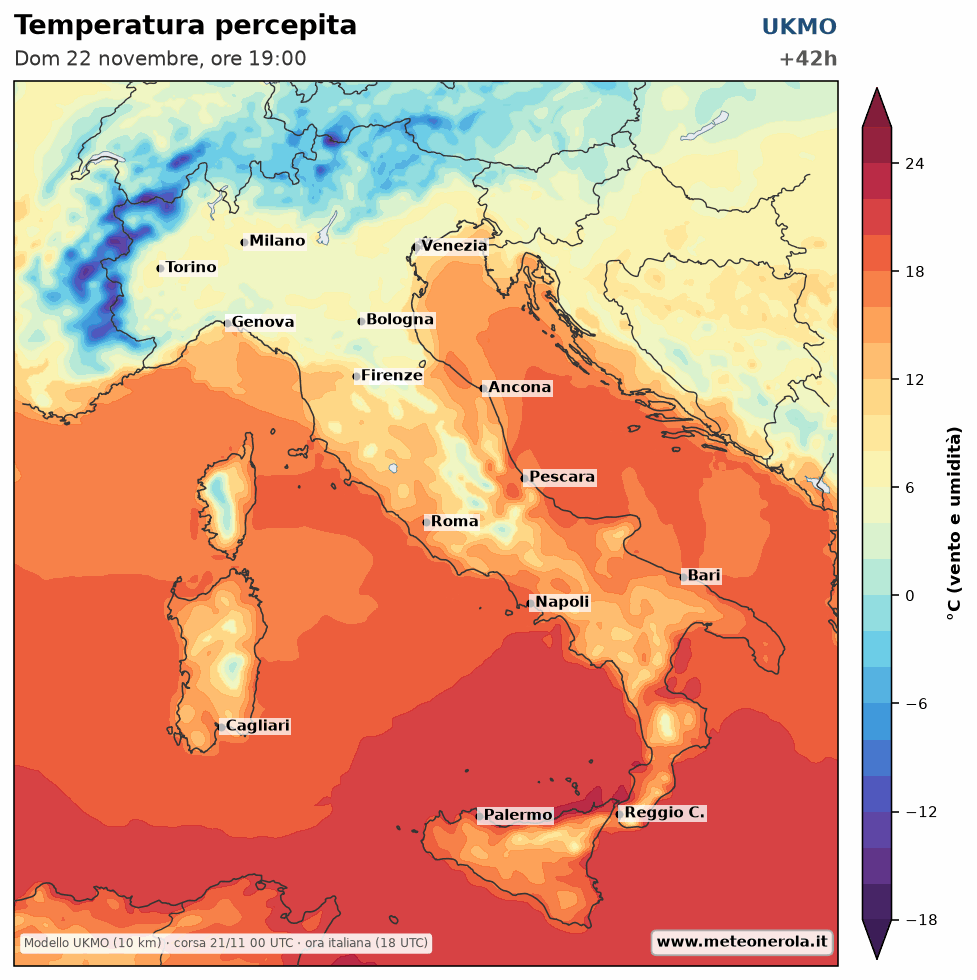 Temperatura percepita
UKMO
Dom 22 novembre, ore 19:00
+42h
Milano
Venezia
Torino
Genova
Bologna
Firenze
Ancona
Pescara
Roma
Bari
Napoli
Cagliari
Palermo
Reggio C.
24
18
12
6
0
−6
−12
−18
°C (vento e umidità)
Modello UKMO (10 km) · corsa 21/11 00 UTC · ora italiana (18 UTC)
www.meteonerola.it